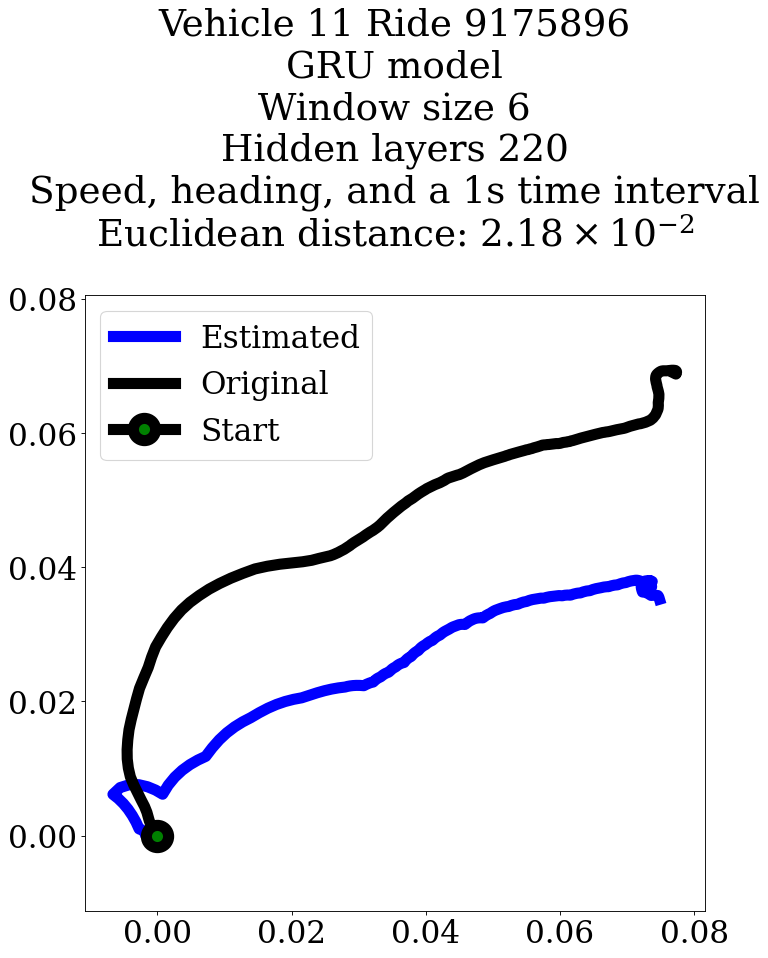 Vehicle 11 Ride 9175896
GRU model
Window size 6
Hidden layers 220
Speed, heading, and a 1s time interval
Euclidean distance: 2.18 × 10⁻²
0.08
0.06
0.04
0.02
0.00
Estimated
Original
Start
0.00 0.02 0.04 0.06 0.08